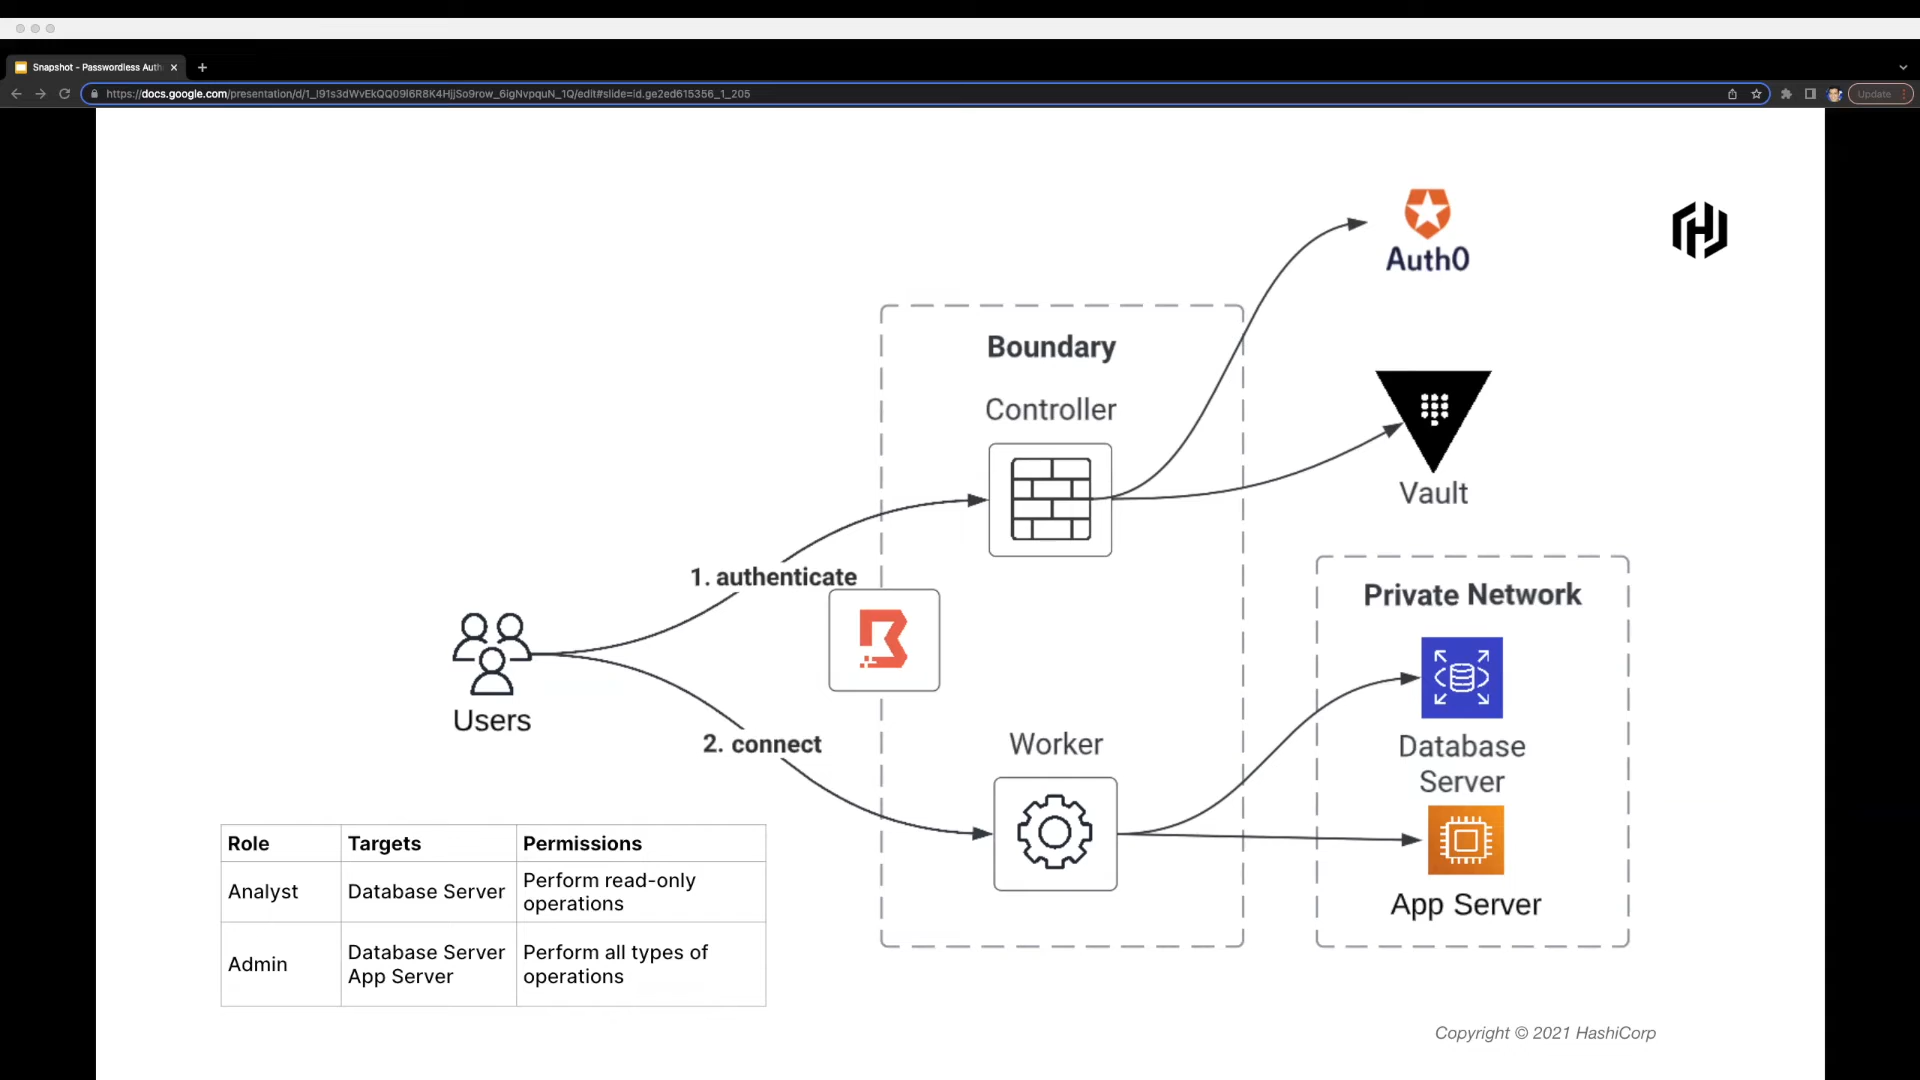 Snapshot - Passwordless Auth
https://docs.google.com/presentation/d/1_I91s3dWvEkQQ09I6R8K4HjjSo9row_6igNvpquN_1Q/edit#slide=id.ge2ed615356_1_205
Update
Auth0
Boundary
Controller
Vault
1. authenticate
Private Network
Users
2. connect
Worker
Database
Server
App Server
Role Targets Permissions
Analyst Database Server Perform read-only
operations
Admin Database Server Perform all types of
App Server operations
Copyright © 2021 HashiCorp